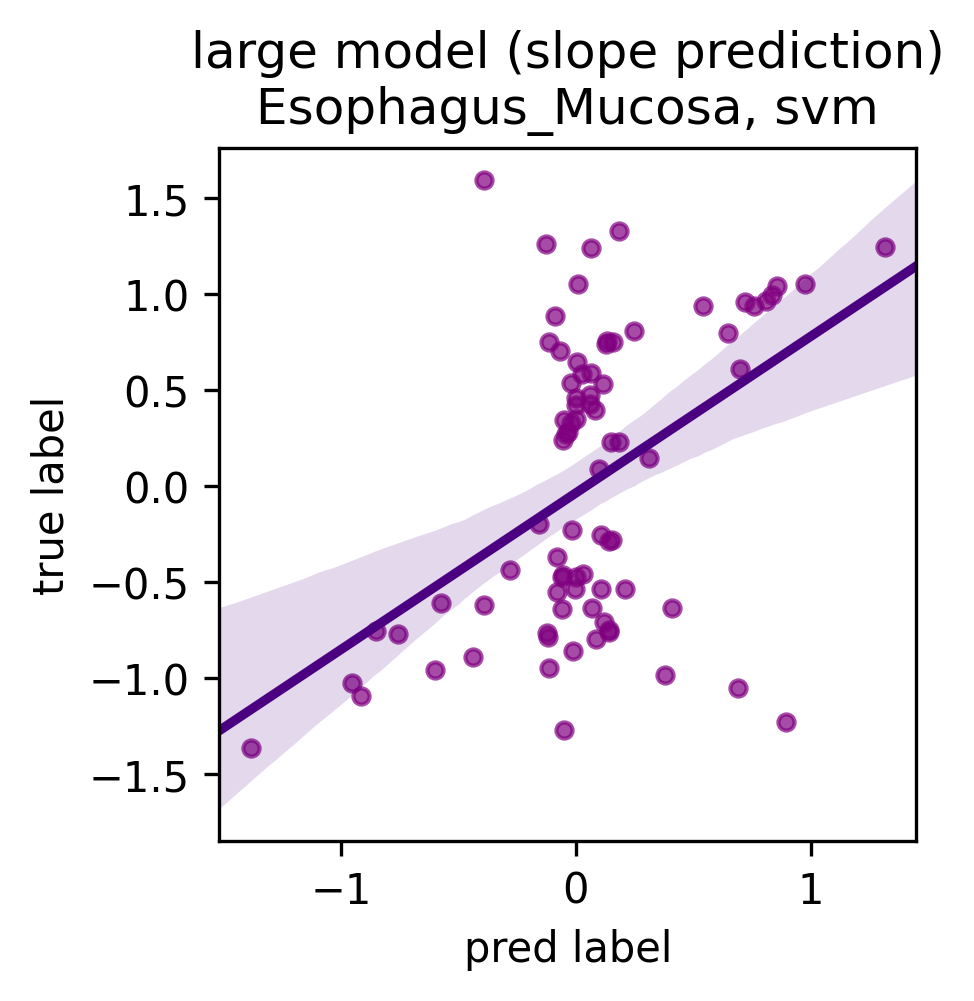 large model (slope prediction)
Esophagus_Mucosa, svm
1.5
1.0
0.5
0.0
−0.5
−1.0
−1.5
true label
−1
0
1
pred label